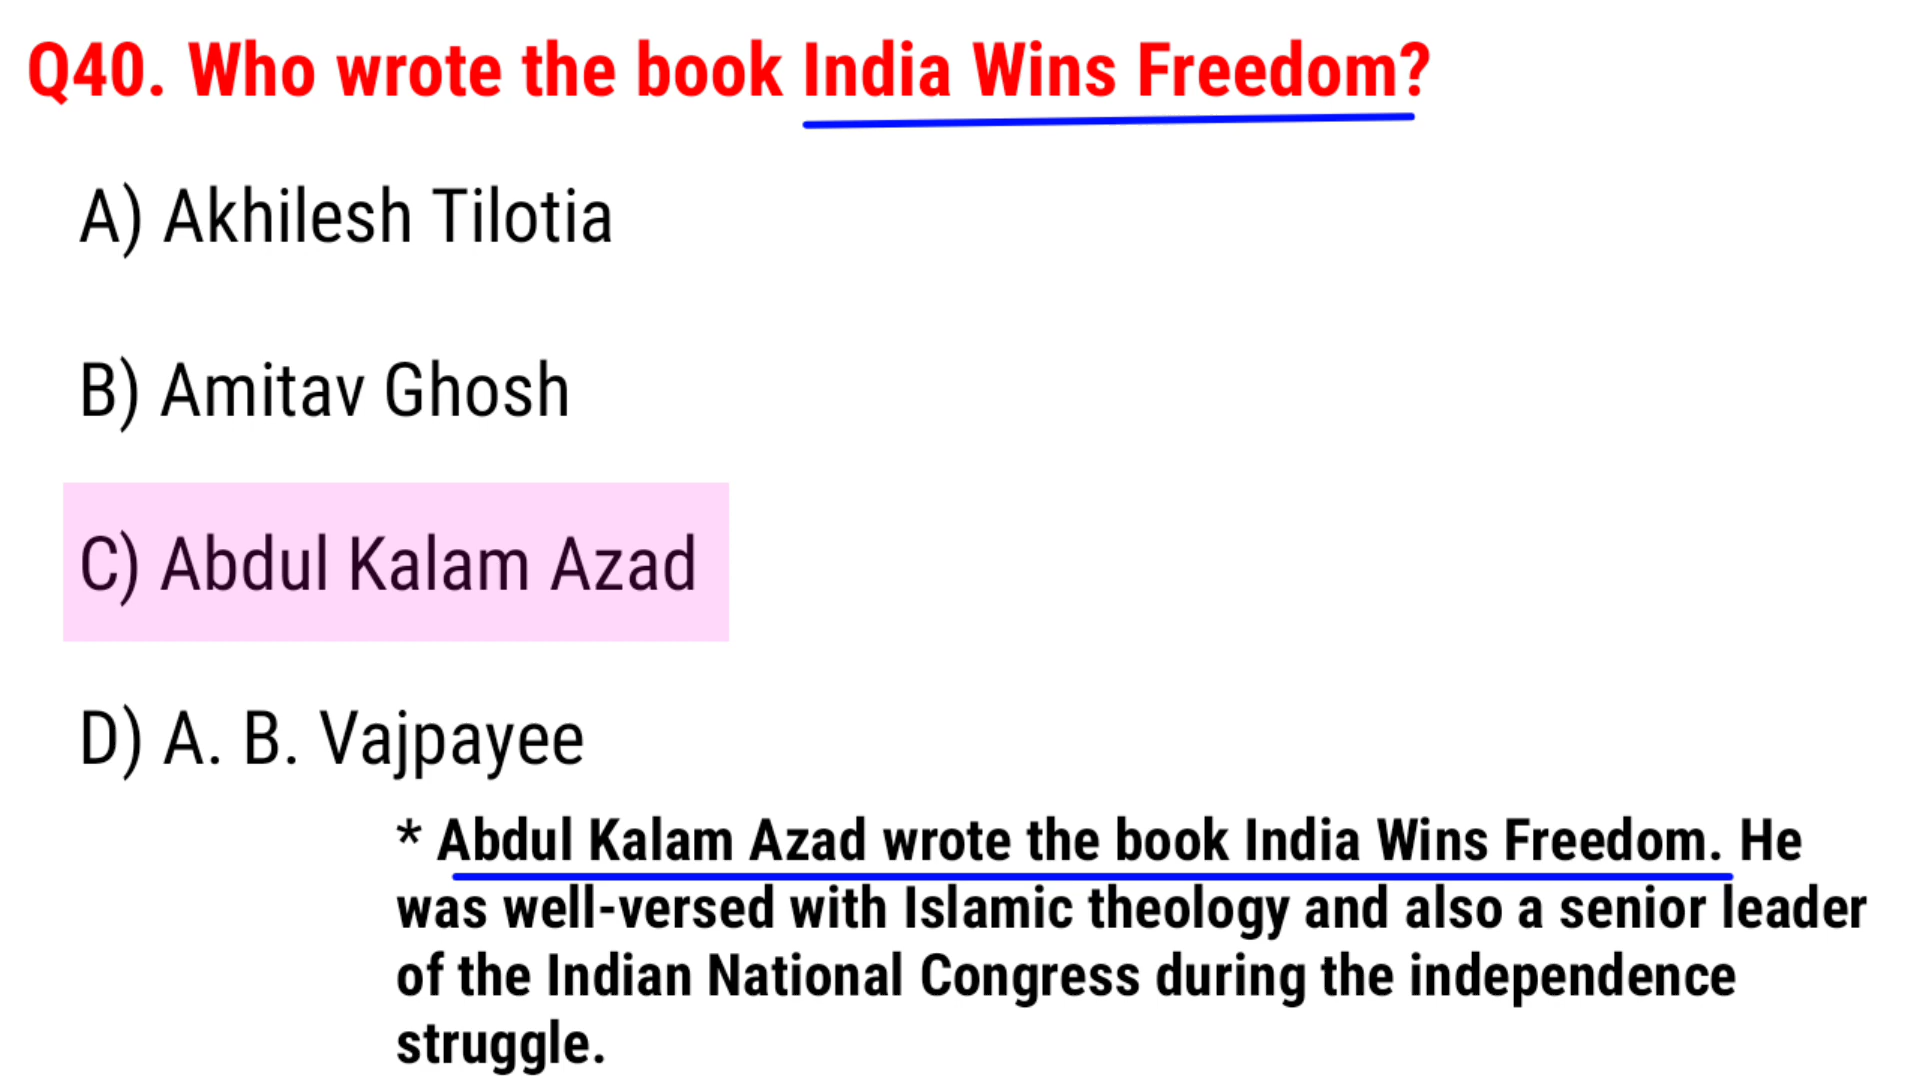 Q40. Who wrote the book India Wins Freedom?
A) Akhilesh Tilotia
B) Amitav Ghosh
C) Abdul Kalam Azad
D) A. B. Vajpayee
* Abdul Kalam Azad wrote the book India Wins Freedom. He
was well-versed with Islamic theology and also a senior leader
of the Indian National Congress during the independence
struggle.